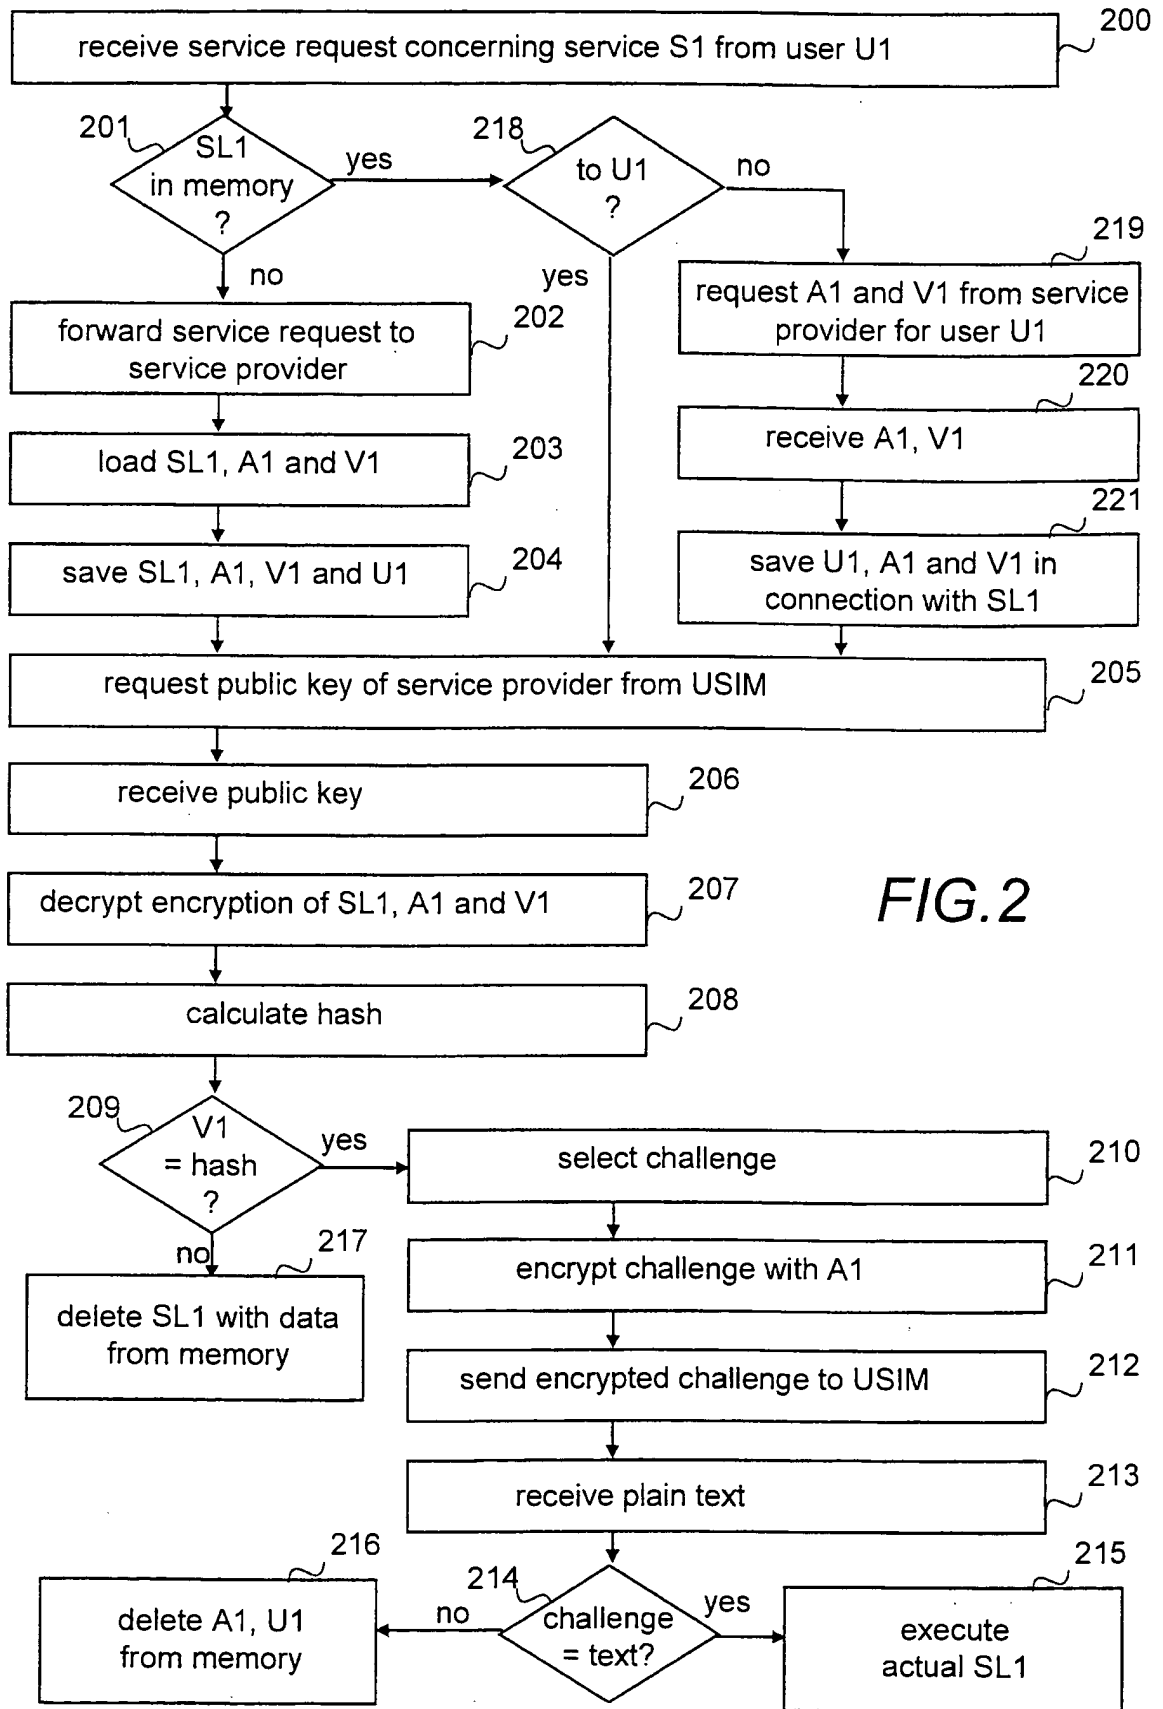 receive service request concerning service S1 from user U1
200
201
SL1
in memory
?
yes
218
to U1
?
no
219
no
yes
request A1 and V1 from service
provider for user U1
forward service request to
service provider
202
220
receive A1, V1
load SL1, A1 and V1
203
221
save SL1, A1, V1 and U1
204
save U1, A1 and V1 in
connection with SL1
request public key of service provider from USIM
205
receive public key
206
decrypt encryption of SL1, A1 and V1
207
FIG.2
calculate hash
208
209
V1
= hash
?
yes
select challenge
210
no
217
encrypt challenge with A1
211
delete SL1 with data
from memory
send encrypted challenge to USIM
212
receive plain text
213
216
214
215
delete A1, U1
from memory
no
challenge
= text?
yes
execute
actual SL1